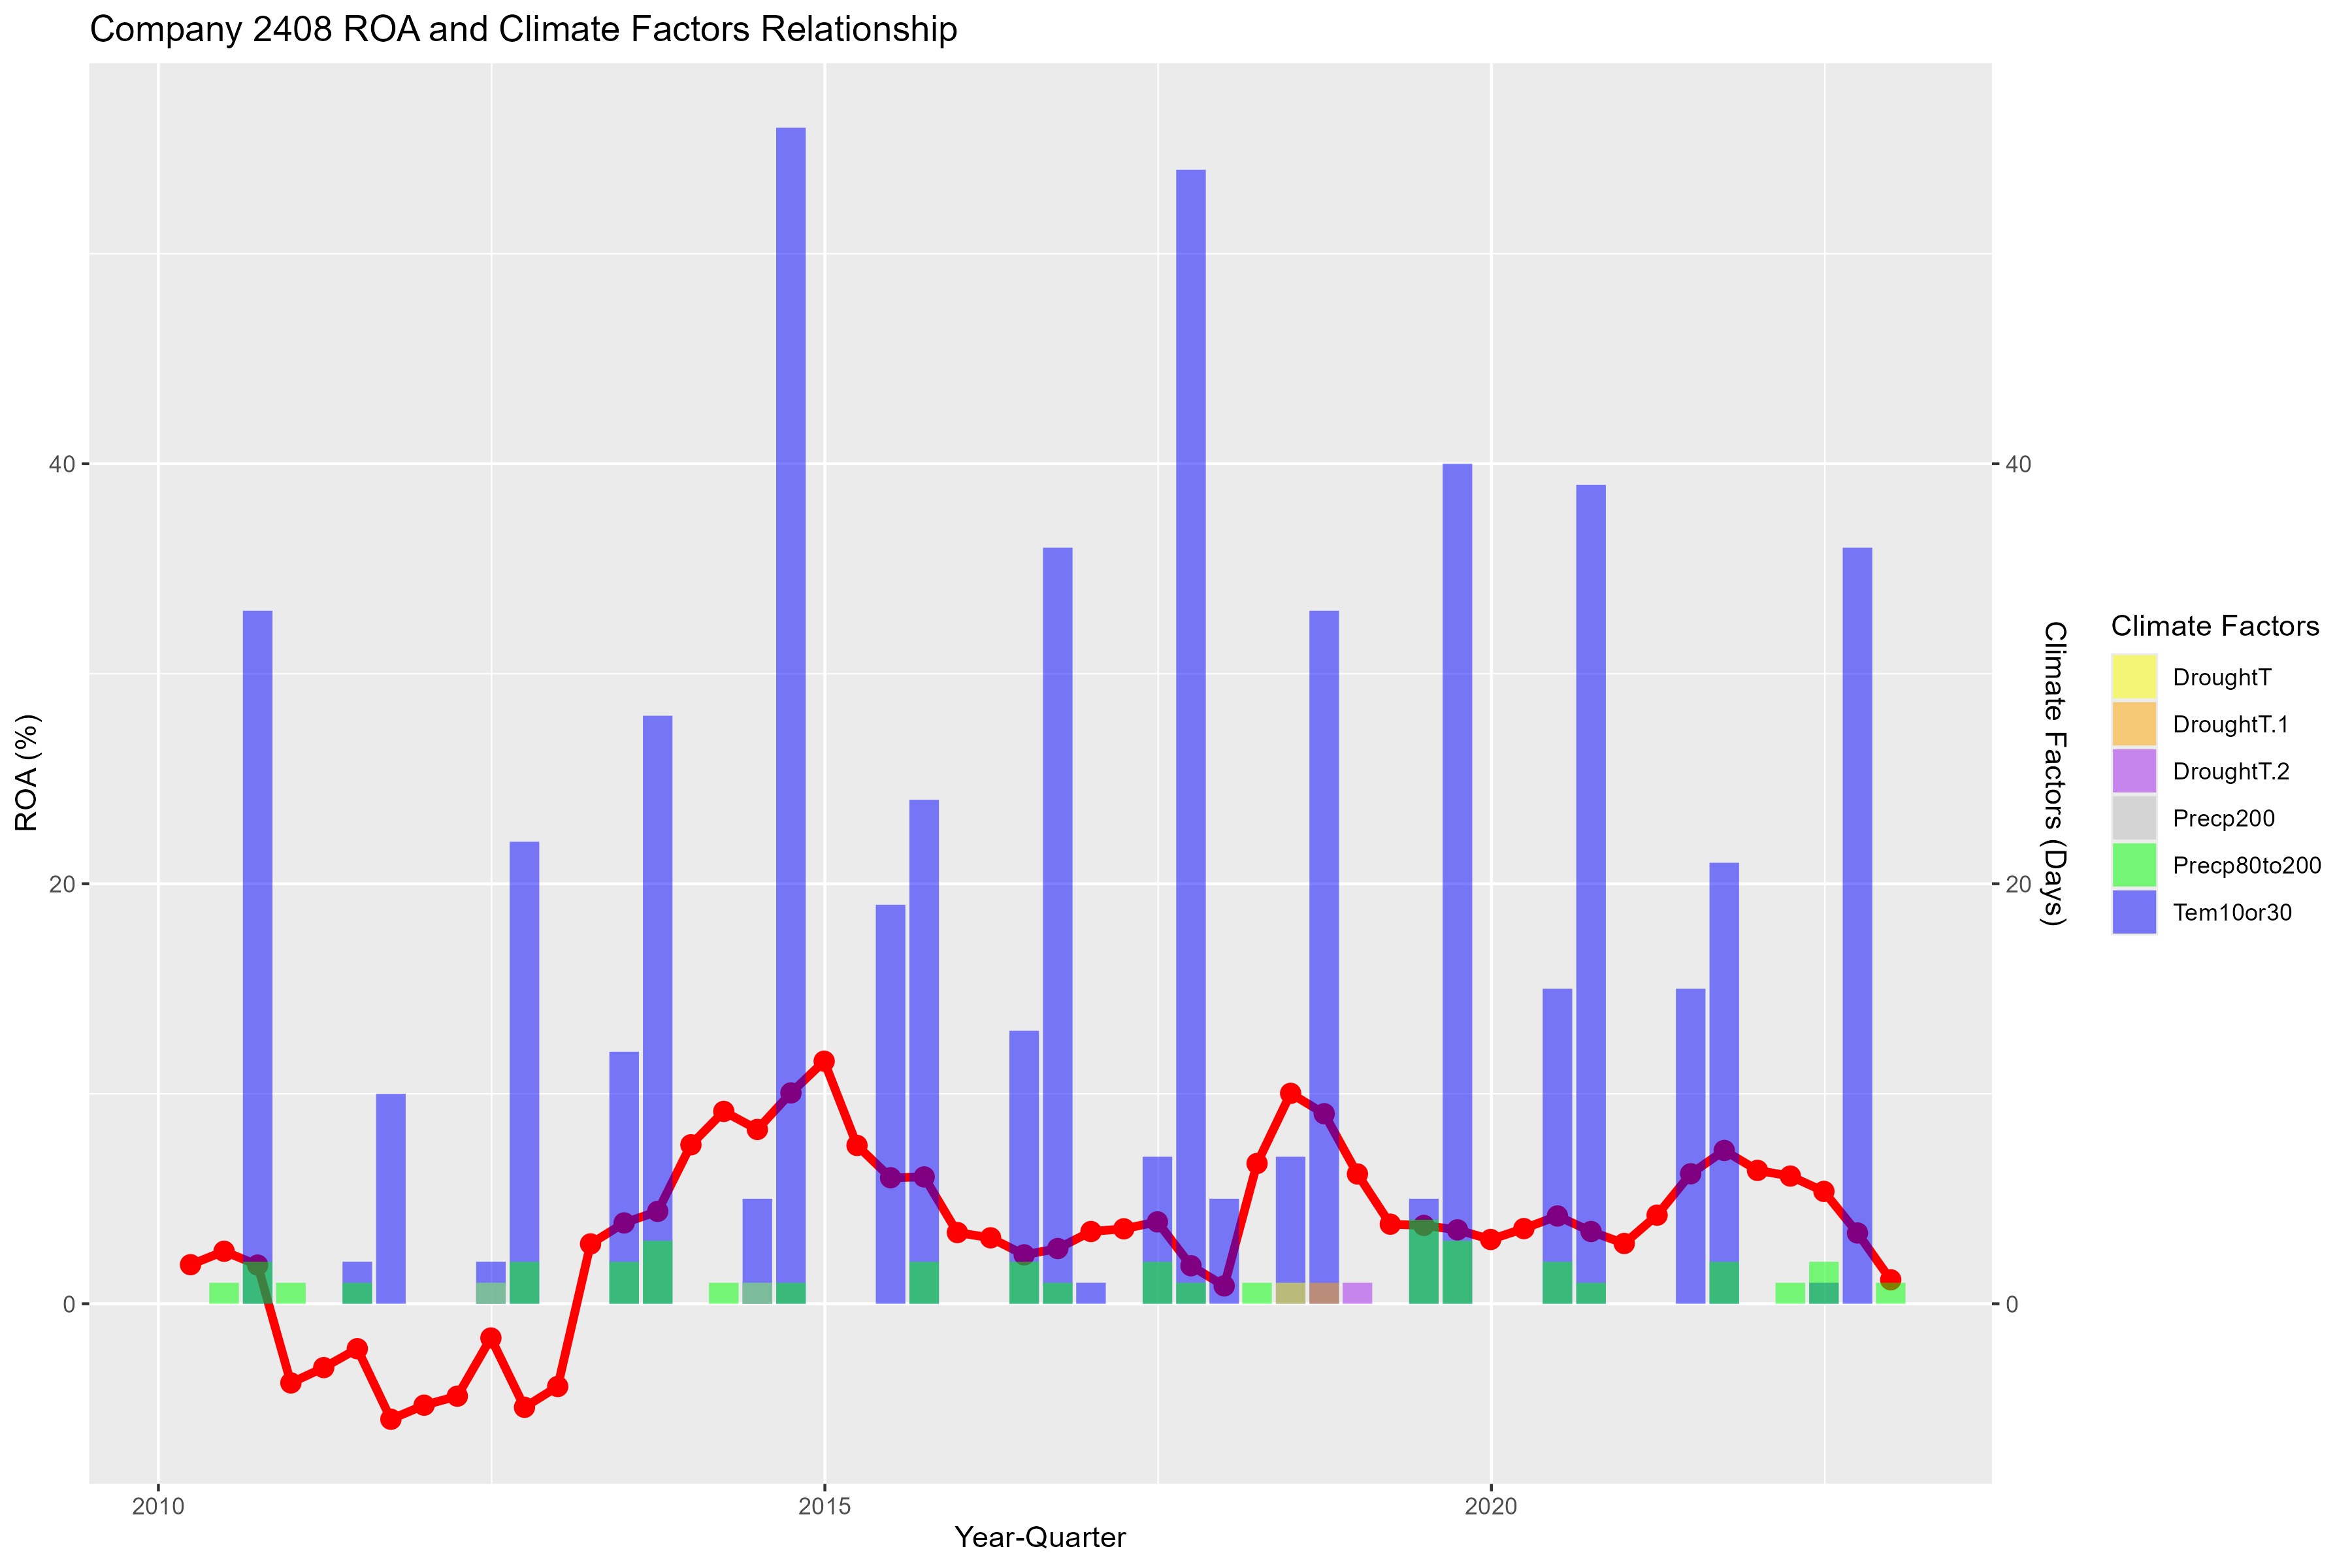 Company 2408 ROA and Climate Factors Relationship
ROA (%)
40
20
0
40
20
0
Climate Factors (Days)
2010
2015
2020
Year-Quarter
Climate Factors
DroughtT
DroughtT.1
DroughtT.2
Precp200
Precp80to200
Tem10or30